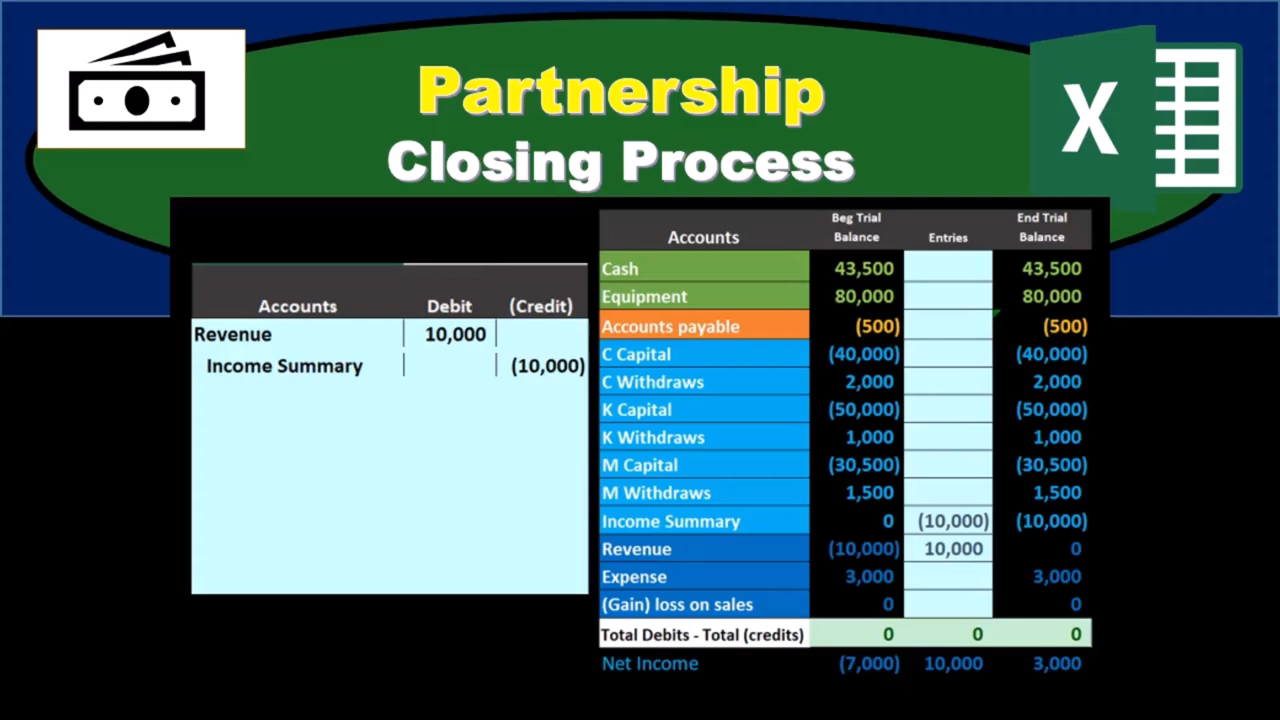 Partnership
Closing Process
X
Accounts Debit (Credit)
Revenue 10,000
Income Summary (10,000)
Accounts Beg Trial Balance Entries End Trial Balance
Cash 43,500 43,500
Equipment 80,000 80,000
Accounts payable (500) (500)
C Capital (40,000) (40,000)
C Withdraws 2,000 2,000
K Capital (50,000) (50,000)
K Withdraws 1,000 1,000
M Capital (30,500) (30,500)
M Withdraws 1,500 1,500
Income Summary 0 (10,000) (10,000)
Revenue (10,000) 10,000 0
Expense 3,000 3,000
(Gain) loss on sales 0 0
Total Debits - Total (credits) 0 0 0
Net Income (7,000) 10,000 3,000